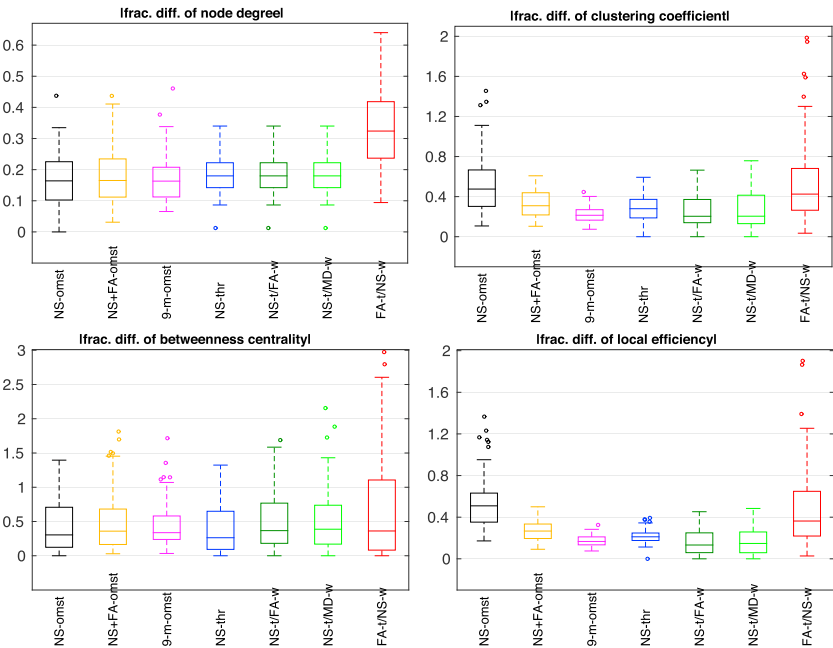 |frac. diff. of node degree|
0.6
0.5
0.4
0.3
0.2
0.1
0
NS-omst
NS+FA-omst
9-m-omst
NS-thr
NS-t/FA-w
NS-t/MD-w
FA-t/NS-w
|frac. diff. of clustering coefficient|
2
1.6
1.2
0.8
0.4
0
NS-omst
NS+FA-omst
9-m-omst
NS-thr
NS-t/FA-w
NS-t/MD-w
FA-t/NS-w
|frac. diff. of betweenness centrality|
3
2.5
2
1.5
1
0.5
0
NS-omst
NS+FA-omst
9-m-omst
NS-thr
NS-t/FA-w
NS-t/MD-w
FA-t/NS-w
|frac. diff. of local efficiency|
2
1.6
1.2
0.8
0.4
0
NS-omst
NS+FA-omst
9-m-omst
NS-thr
NS-t/FA-w
NS-t/MD-w
FA-t/NS-w